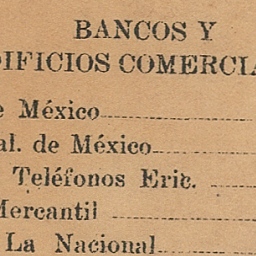 BANCOS Y
DIFICIOS COMERCIA
e México
al. de México
Teléfonos Eric.
Mercantil
La Nacional